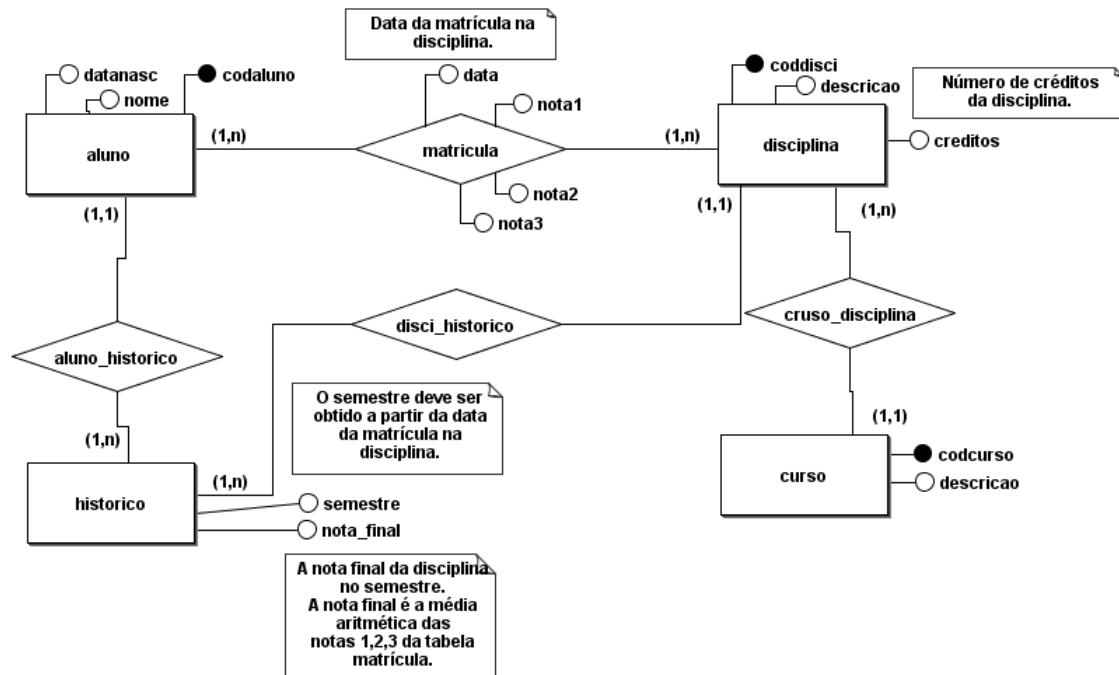 Data da matrícula na
disciplina.
datanasc
codaluno
nome
data
nota1
coddisci
descricao
Número de créditos
da disciplina.
aluno
(1,n)
matricula
(1,n)
disciplina
creditos
nota2
nota3
(1,1)
(1,1)
(1,n)
disci_historico
cruso_disciplina
aluno_historico
O semestre deve ser
obtido a partir da data
da matrícula na
disciplina.
(1,n)
(1,1)
historico
(1,n)
semestre
nota_final
curso
codcurso
descricao
A nota final da disciplina
no semestre.
A nota final é a média
aritmética das
notas 1,2,3 da tabela
matrícula.